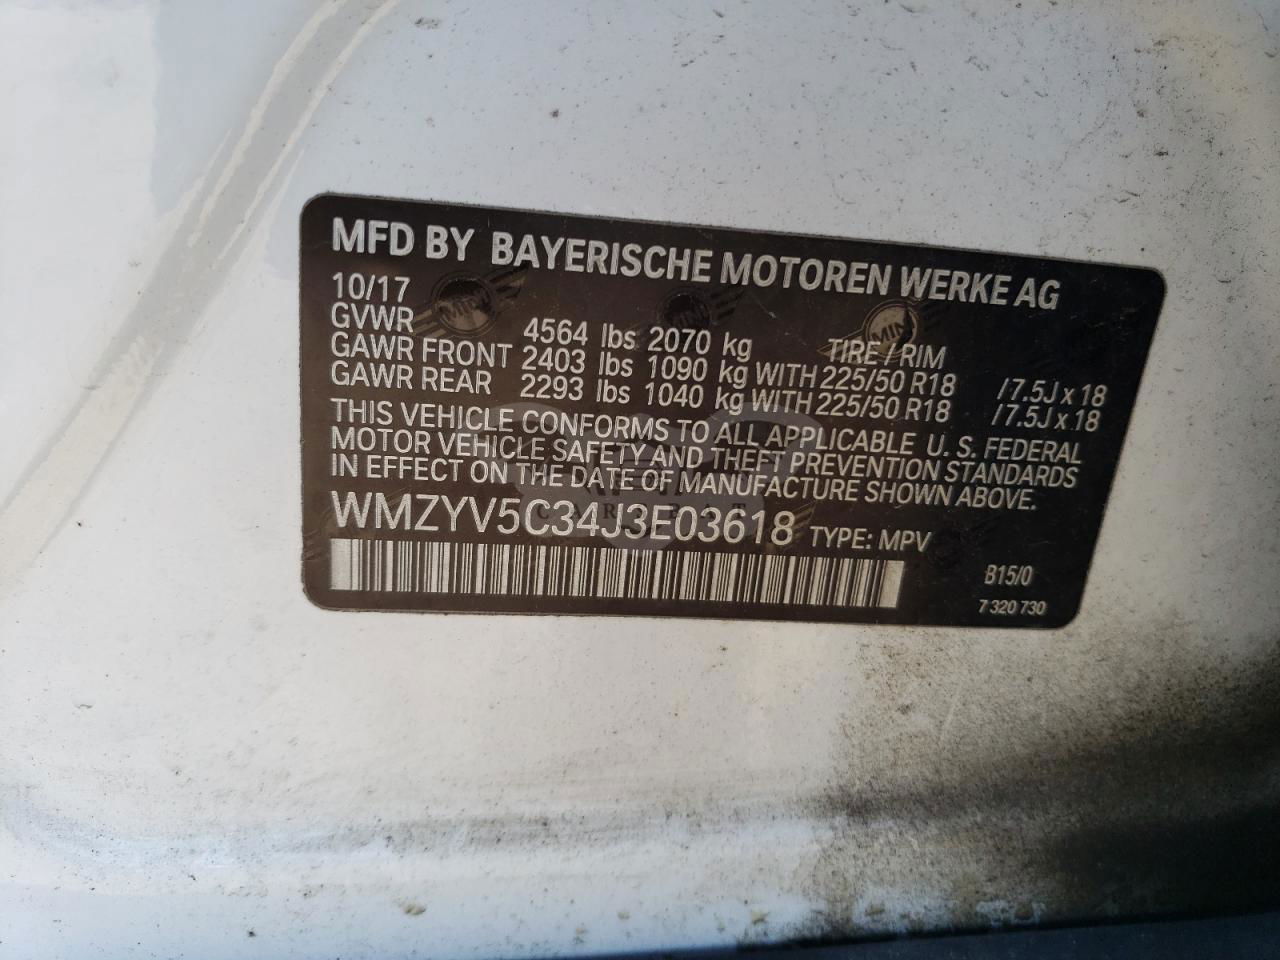 MFD BY BAYERISCHE MOTOREN WERKE AG
10/17
GVWR 4564 lbs 2070 kg TIRE / RIM
GAWR FRONT 2403 lbs 1090 kg WITH 225/50 R18 /7.5J x 18
GAWR REAR 2293 lbs 1040 kg WITH 225/50 R18 /7.5J x 18
THIS VEHICLE CONFORMS TO ALL APPLICABLE U. S. FEDERAL
MOTOR VEHICLE SAFETY AND THEFT PREVENTION STANDARDS
IN EFFECT ON THE DATE OF MANUFACTURE SHOWN ABOVE.
WMZYV5C34J3E03618 TYPE: MPV
B15/0
7 320 730
MINI